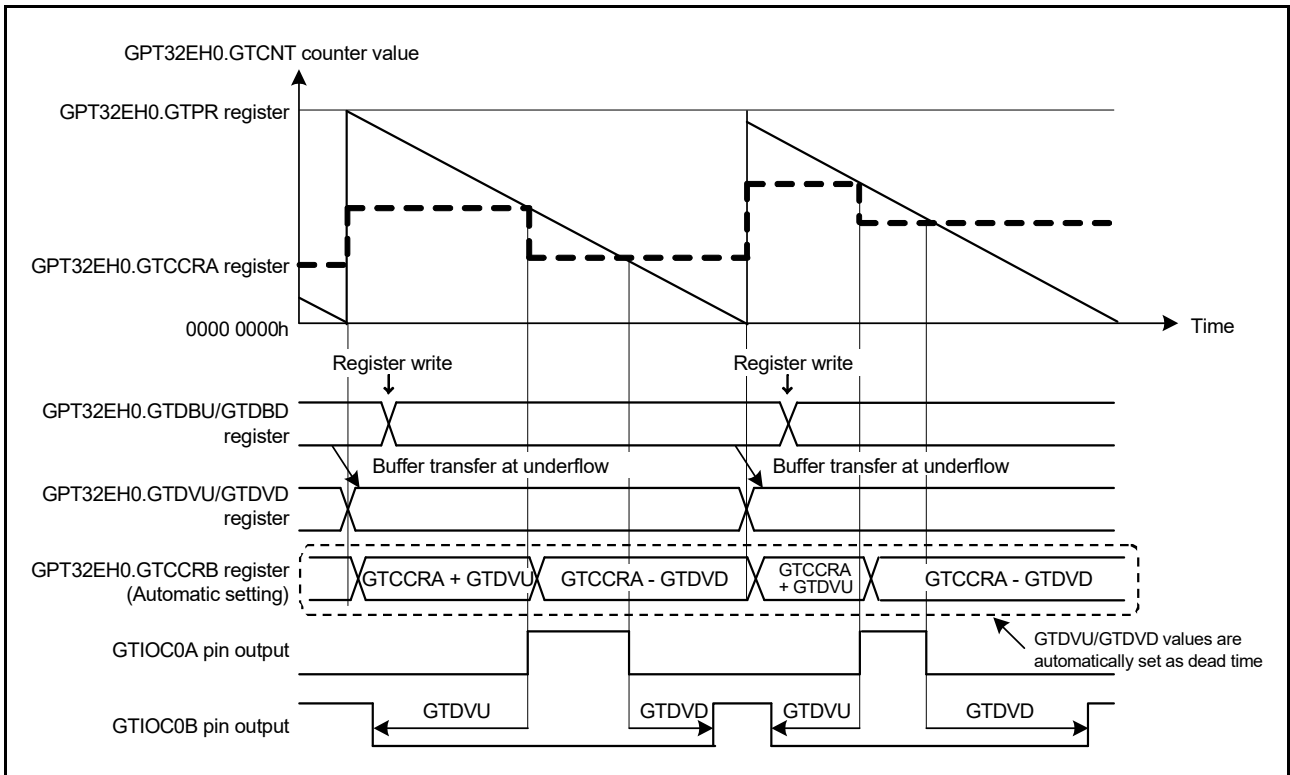 GPT32EH0.GTCNT counter value
GPT32EH0.GTPR register
GPT32EH0.GTCCRA register
0000 0000h
Time
Register write
Register write
GPT32EH0.GTDBU/GTDBD
register
Buffer transfer at underflow
Buffer transfer at underflow
GPT32EH0.GTDVU/GTDVD
register
GPT32EH0.GTCCRB register
(Automatic setting)
GTCCRA + GTDVU
GTCCRA - GTDVD
GTCCRA
+ GTDVU
GTCCRA - GTDVD
GTDVU/GTDVD values are
automatically set as dead time
GTIOC0A pin output
GTIOC0B pin output
GTDVU
GTDVD
GTDVU
GTDVD